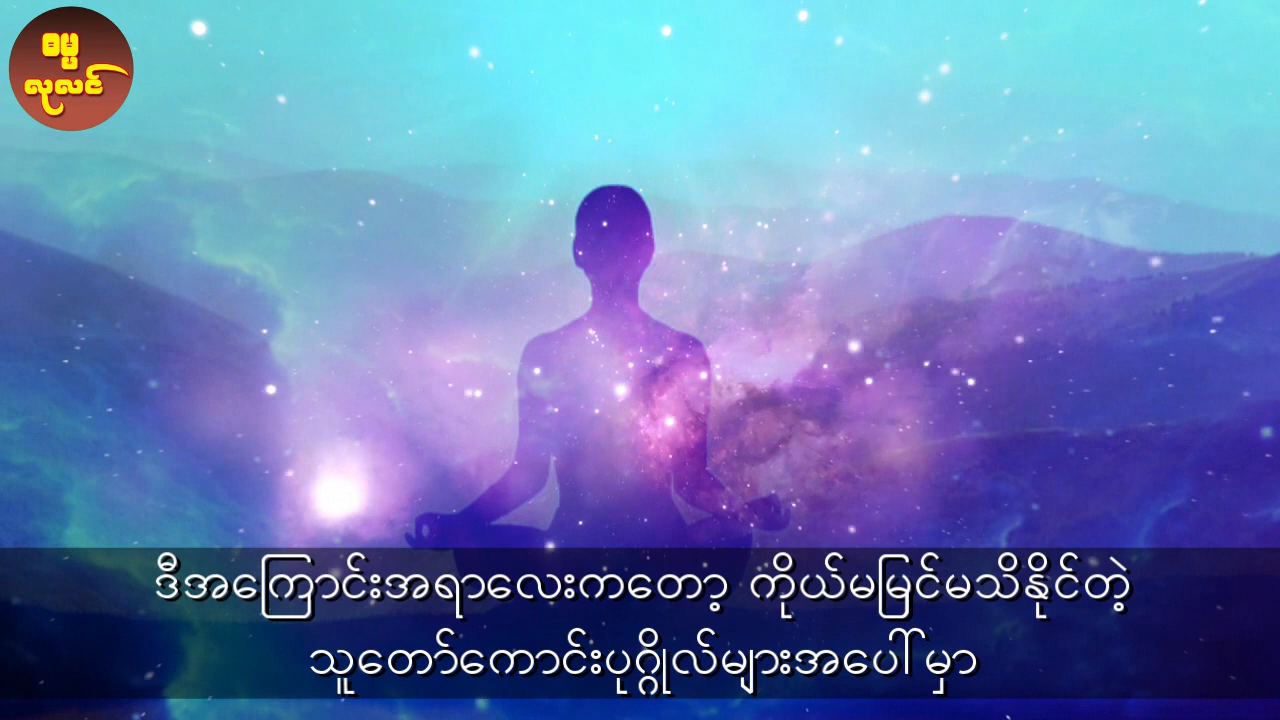 ဓမ္မ
လုလင်
ဒီအကြောင်းအရာလေးကတော့ ကိုယ်မမြင်မသိနိုင်တဲ့
သူတော်ကောင်းပုဂ္ဂိုလ်များအပေါ်မှာ